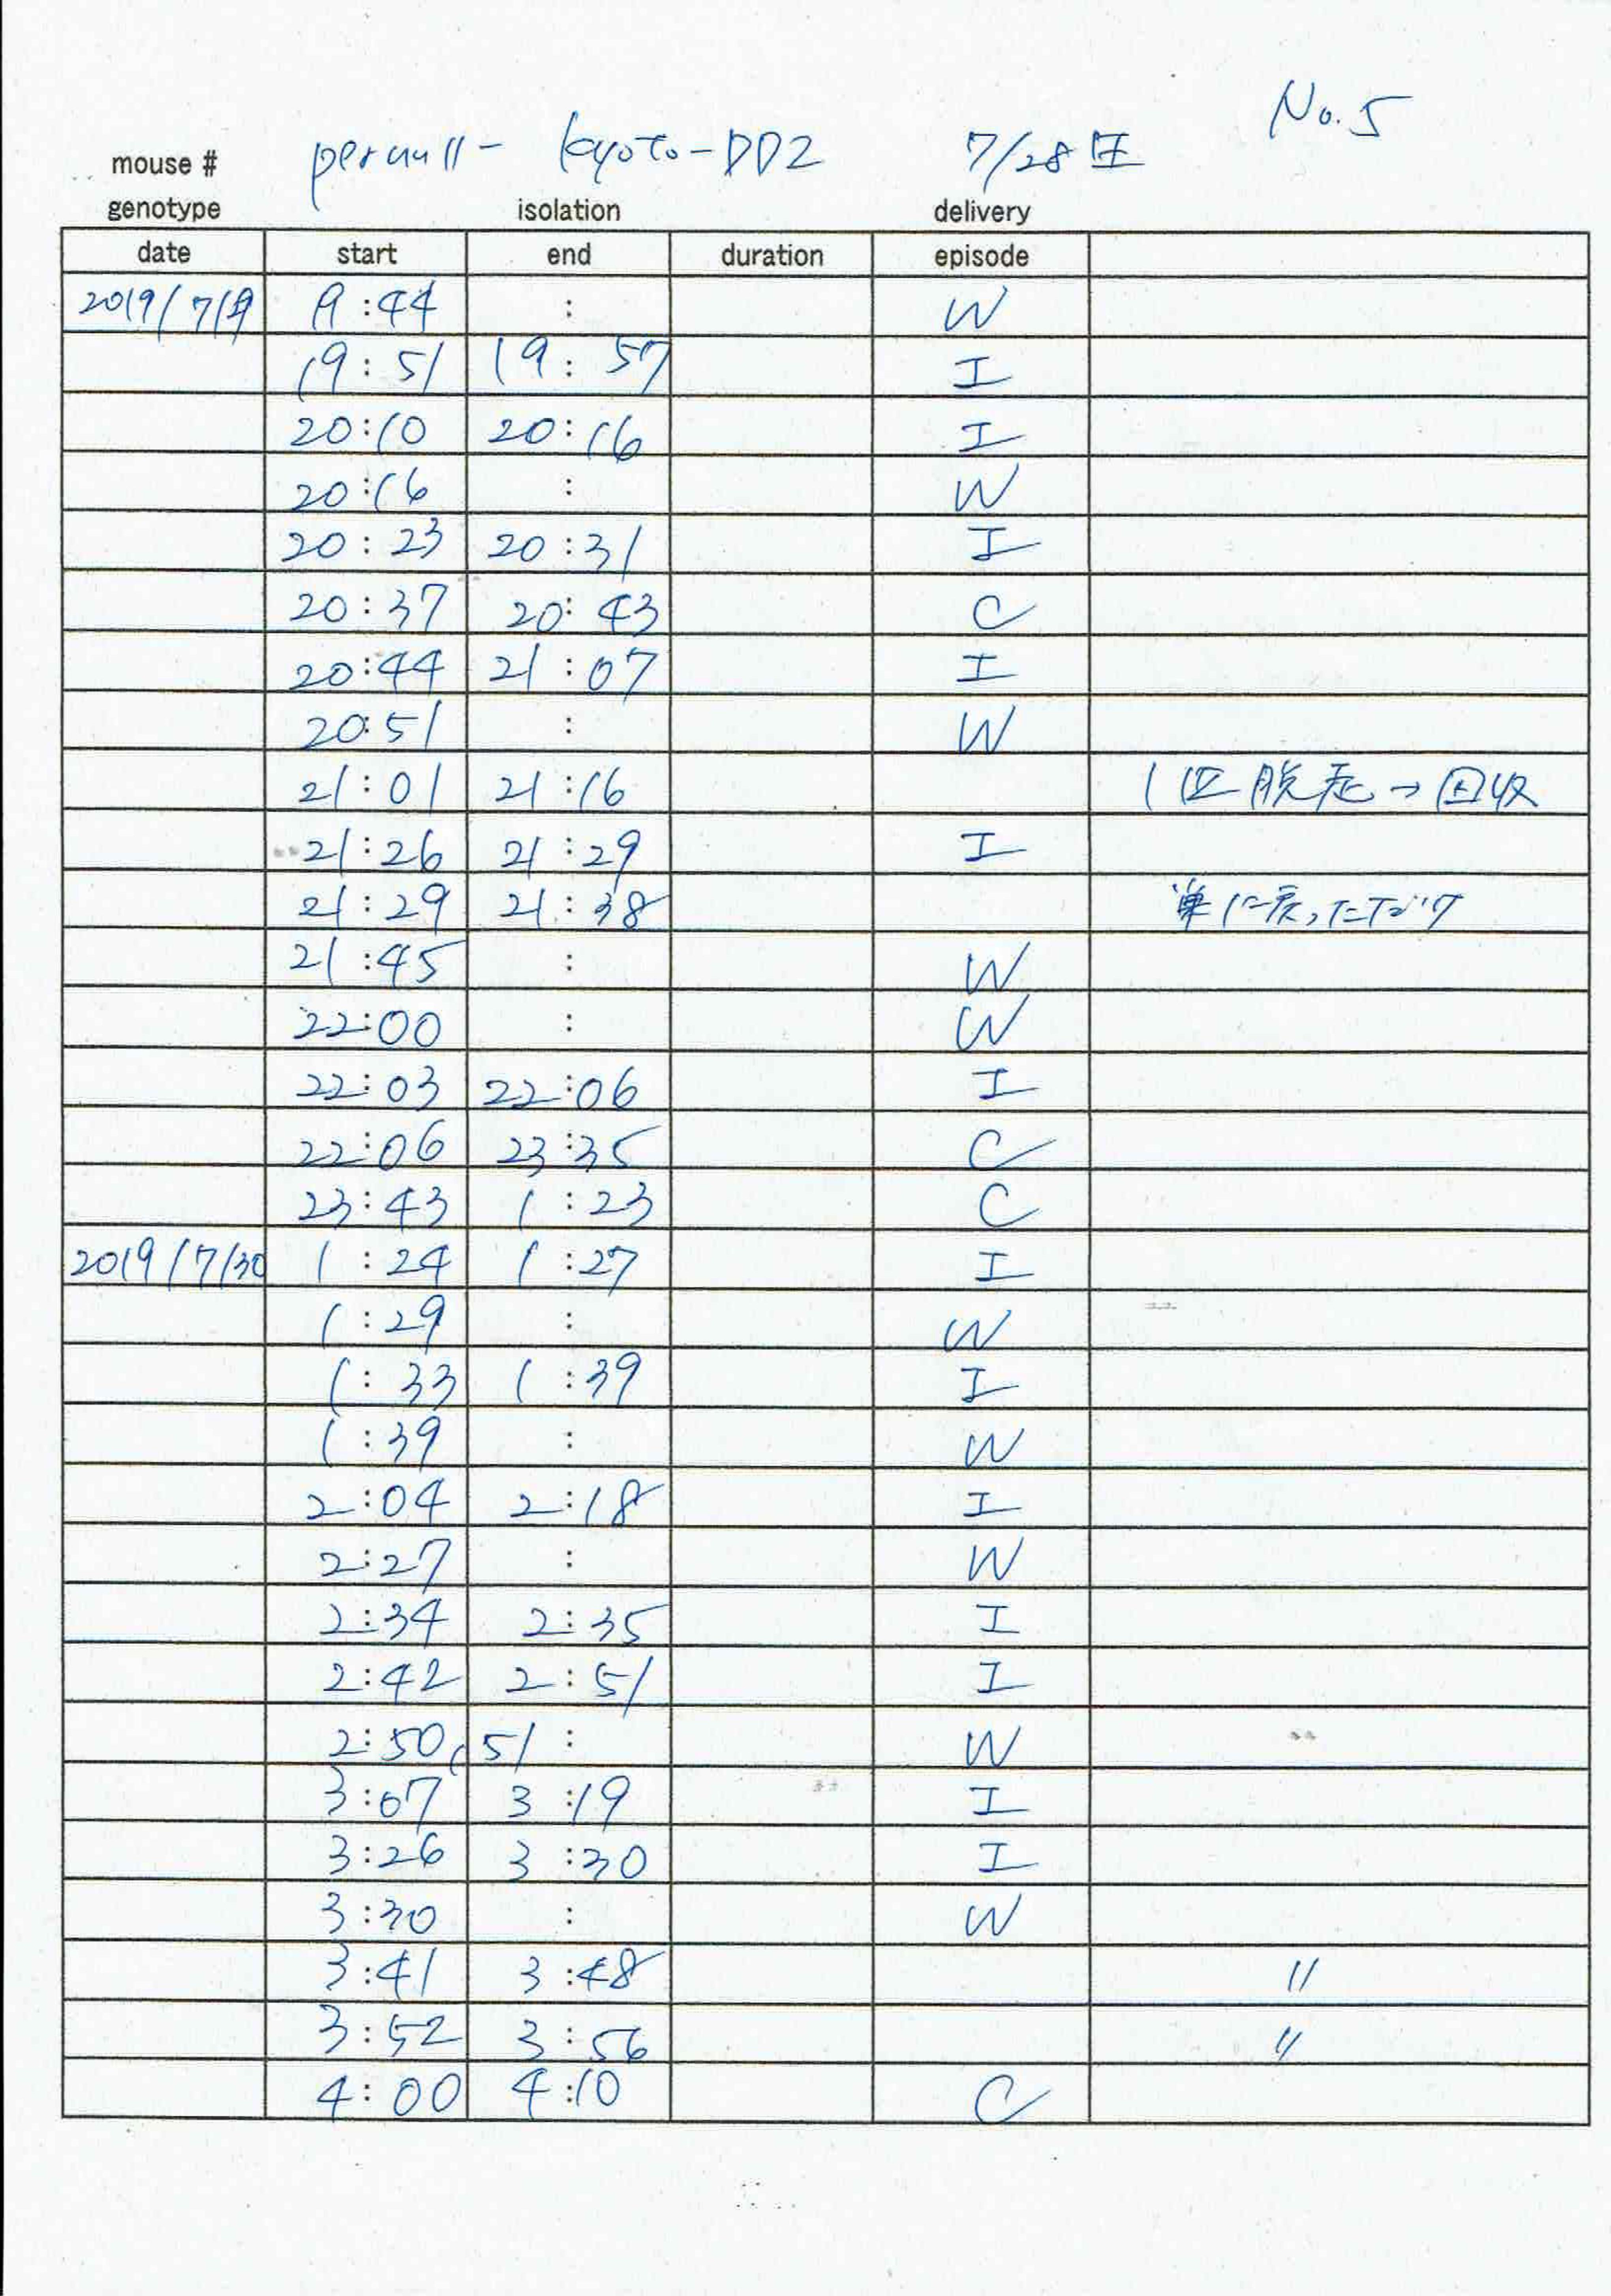 No.5
mouse # pernull- kyoto-DD2 7/28 圧
genotype isolation delivery
date start end duration episode
2019/7/ 19:44 : W
19:51 19:57 I
20:10 20:16 I
20:16 : W
20:23 20:31 I
20:37 20:43 C
20:44 21:07 I
20:51 : W
21:01 21:16 1匹脱走→回収
21:26 21:29 I
21:29 21:38 巣に戻っただけ
21:45 : W
22:00 : W
22:03 22:06 I
22:06 23:35 C
23:43 1:23 C
2019/7/30 1:24 1:27 I
1:29 : W
1:33 1:39 I
1:39 : W
2:04 2:18 I
2:27 : W
2:34 2:35 I
2:42 2:51 I
2:50, 51 : W
3:07 3:19 I
3:26 3:30 I
3:30 : W
3:41 3:48 〃
3:52 3:56 〃
4:00 4:10 C